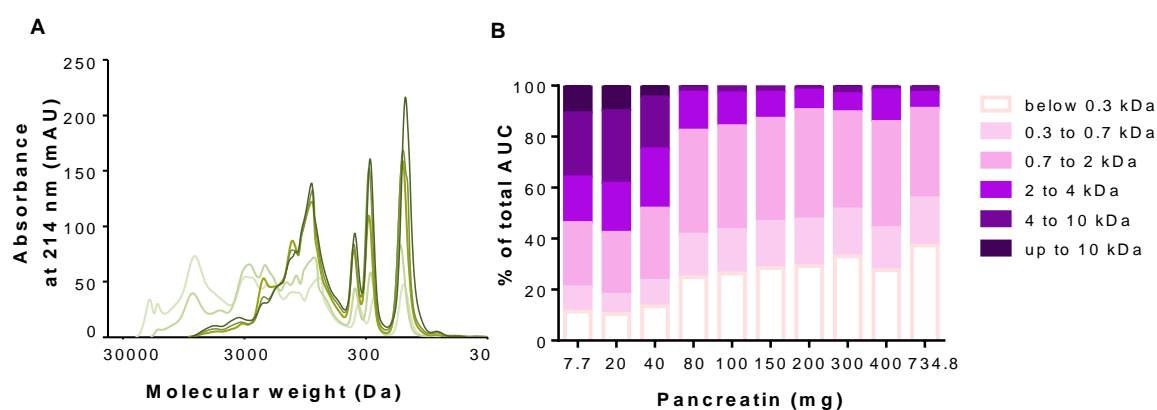 A
Absorbance
at 214 nm (mAU)
250
200
150
100
50
0
30000 3000 300 30
Molecular weight (Da)
B
% of total AUC
100
80
60
40
20
0
7.7 20 40 80 100 150 200 300 400 734.8
Pancreatin (mg)
below 0.3 kDa
0.3 to 0.7 kDa
0.7 to 2 kDa
2 to 4 kDa
4 to 10 kDa
up to 10 kDa